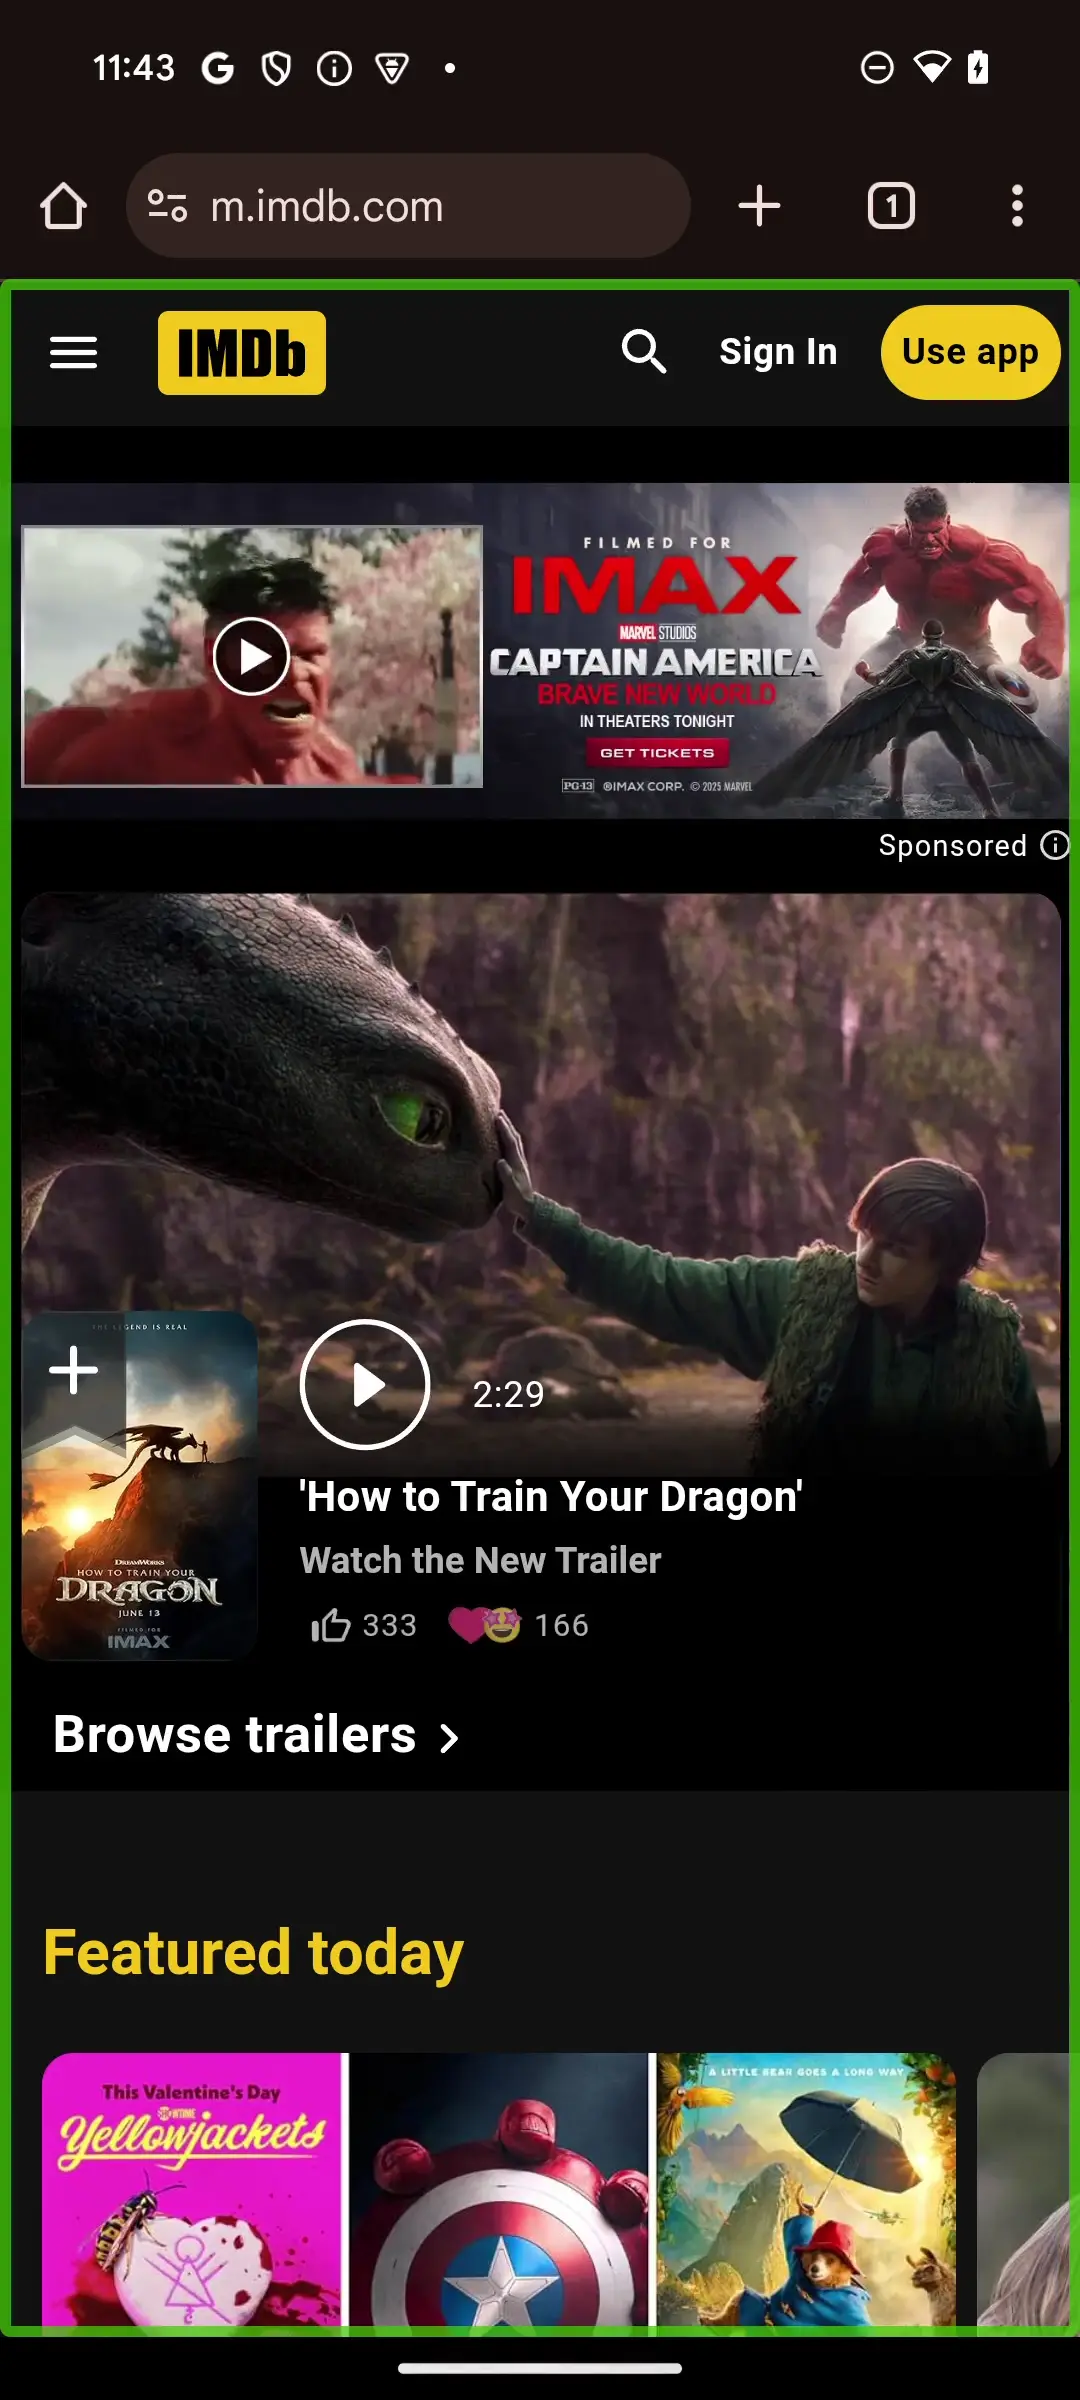 11:43
m.imdb.com
1
IMDb
Sign In
Use app
FILMED FOR
IMAX
MARVEL STUDIOS
CAPTAIN AMERICA
BRAVE NEW WORLD
IN THEATERS TONIGHT
GET TICKETS
PG-13 ®IMAX CORP. © 2025 MARVEL
Sponsored
THE LEGEND IS REAL
2:29
'How to Train Your Dragon'
Watch the New Trailer
DREAMWORKS
HOW TO TRAIN YOUR
DRAGON
JUNE 13
FILMED FOR
IMAX
333
166
Browse trailers
Featured today
This Valentine's Day
SHOWTIME
Yellowjackets
A LITTLE BEAR GOES A LONG WAY